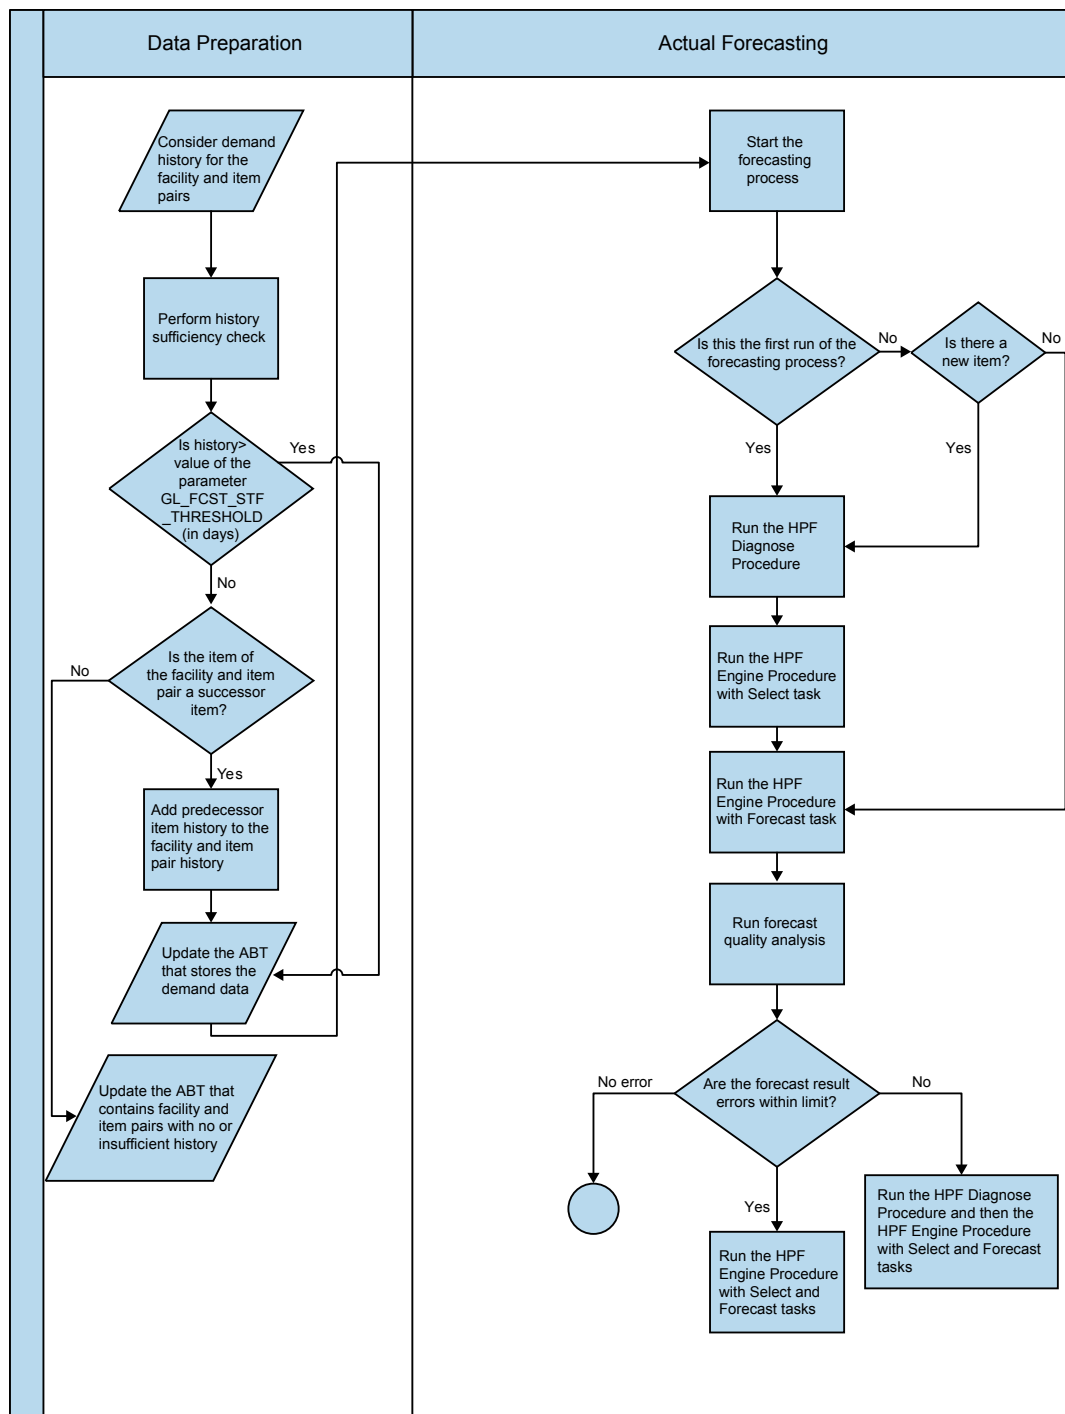 Data Preparation
Actual Forecasting
Consider demand
history for the
facility and item
pairs
Perform history
sufficiency check
Is history>
value of the
parameter
GL_FCST_STF
_THRESHOLD
(in days)
Yes
No
Is the item of
the facility and item
pair a successor
item?
No
Yes
Add predecessor
item history to the
facility and item
pair history
Update the ABT
that stores the
demand data
Update the ABT that
contains facility and
item pairs with no or
insufficient history
Start the
forecasting
process
Is this the first run of the
forecasting process?
No
Is there a
new item?
No
Yes
Yes
Run the HPF
Diagnose
Procedure
Run the HPF
Engine Procedure
with Select task
Run the HPF
Engine Procedure
with Forecast task
Run forecast
quality analysis
Are the forecast result
errors within limit?
No error
No
Yes
Run the HPF
Engine Procedure
with Select and
Forecast tasks
Run the HPF Diagnose
Procedure and then the
HPF Engine Procedure
with Select and Forecast
tasks